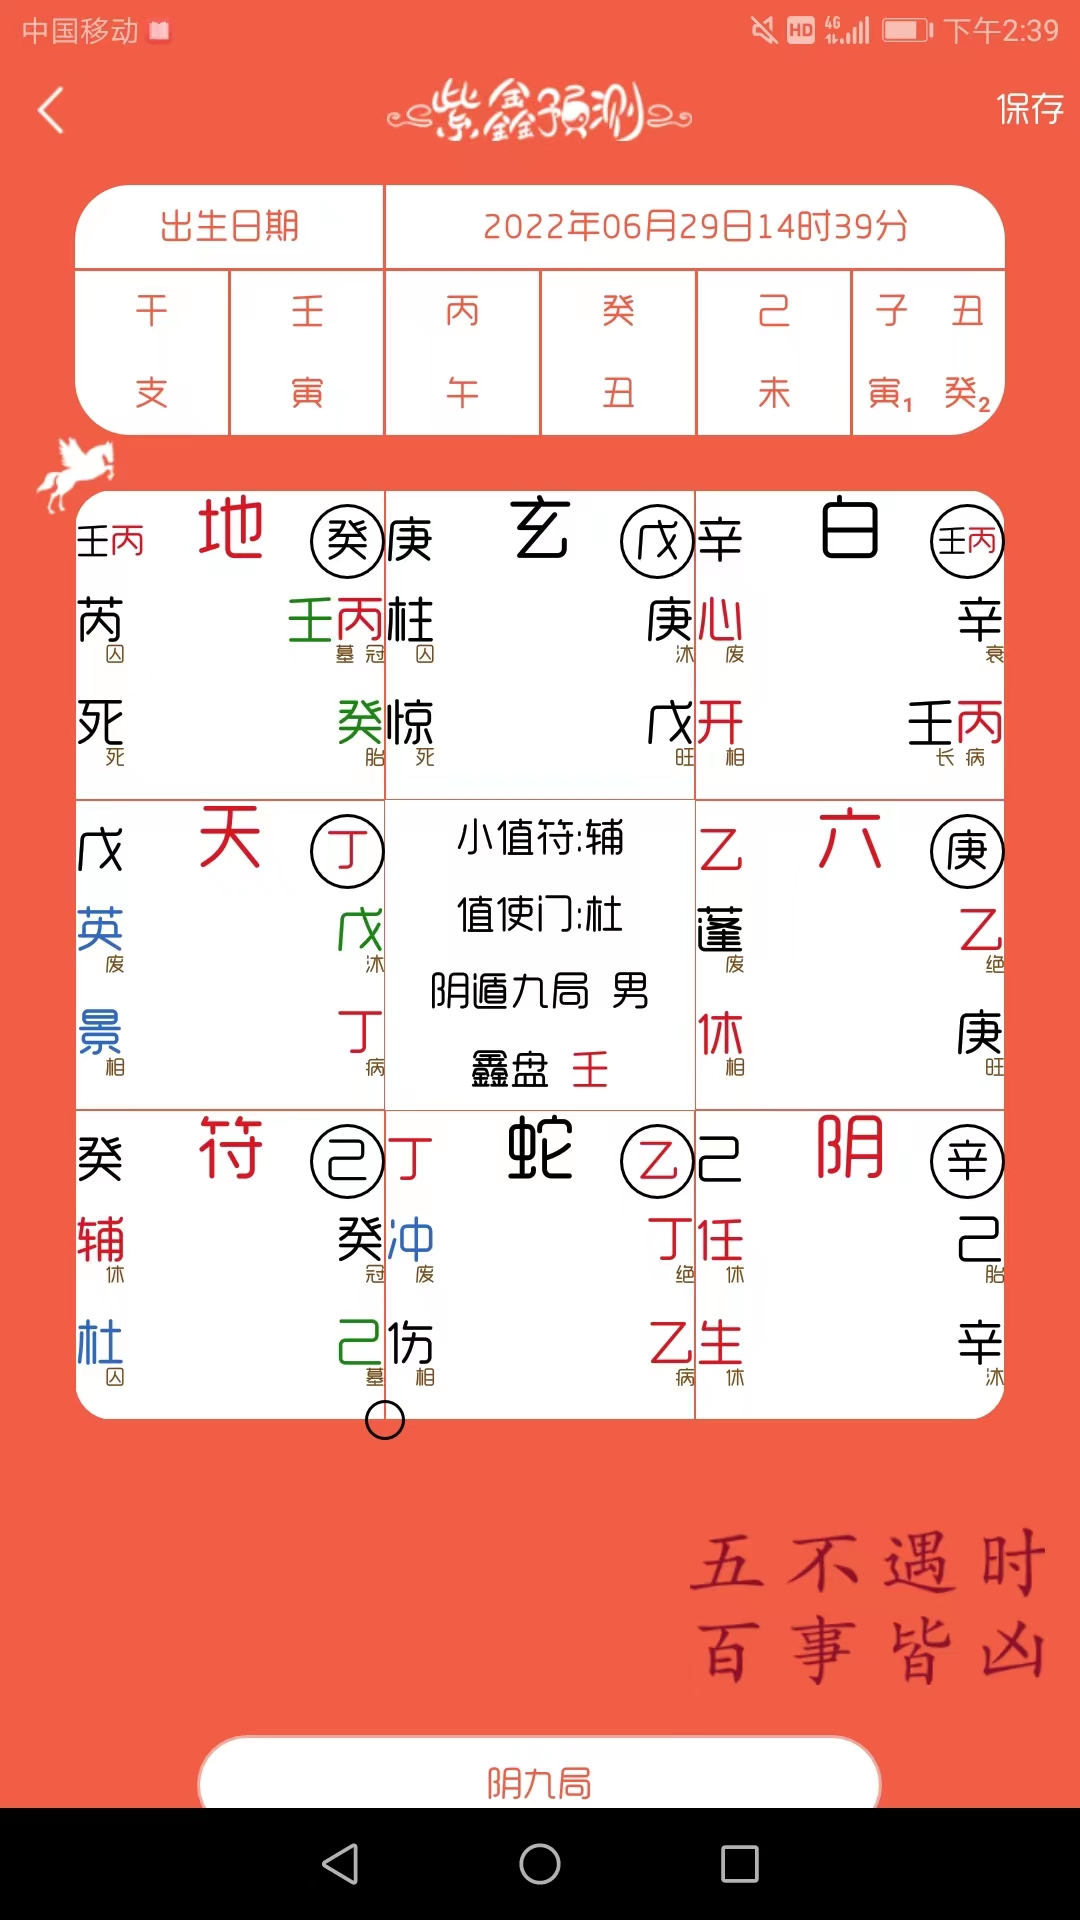 中国移动 HD 4G 下午2:39
紫鑫預测 保存
出生日期 2022年06月29日14时39分
干 壬 丙 癸 己 子 丑
支 寅 午 丑 未 寅1 癸2
壬丙 地 癸 庚 玄 戊 辛 白 壬丙
芮 壬丙 柱 庚 心 辛
囚 墓 冠 囚 沐 废 衰
死 癸 惊 戊 开 壬丙
死 胎 死 旺 相 长 病
戊 天 丁 小值符:辅 乙 六 庚
英 戊 值使门:杜 蓬 乙
废 沐 废 绝
景 丁 阴遁九局 男 休 庚
相 病 鑫盘 壬 相 旺
癸 符 己 丁 蛇 乙 己 阴 辛
辅 癸 冲 丁 任 己
休 冠 废 绝 休 胎
杜 己 伤 乙 生 辛
囚 墓 相 病 休 沐
五不遇时
百事皆凶
阴九局